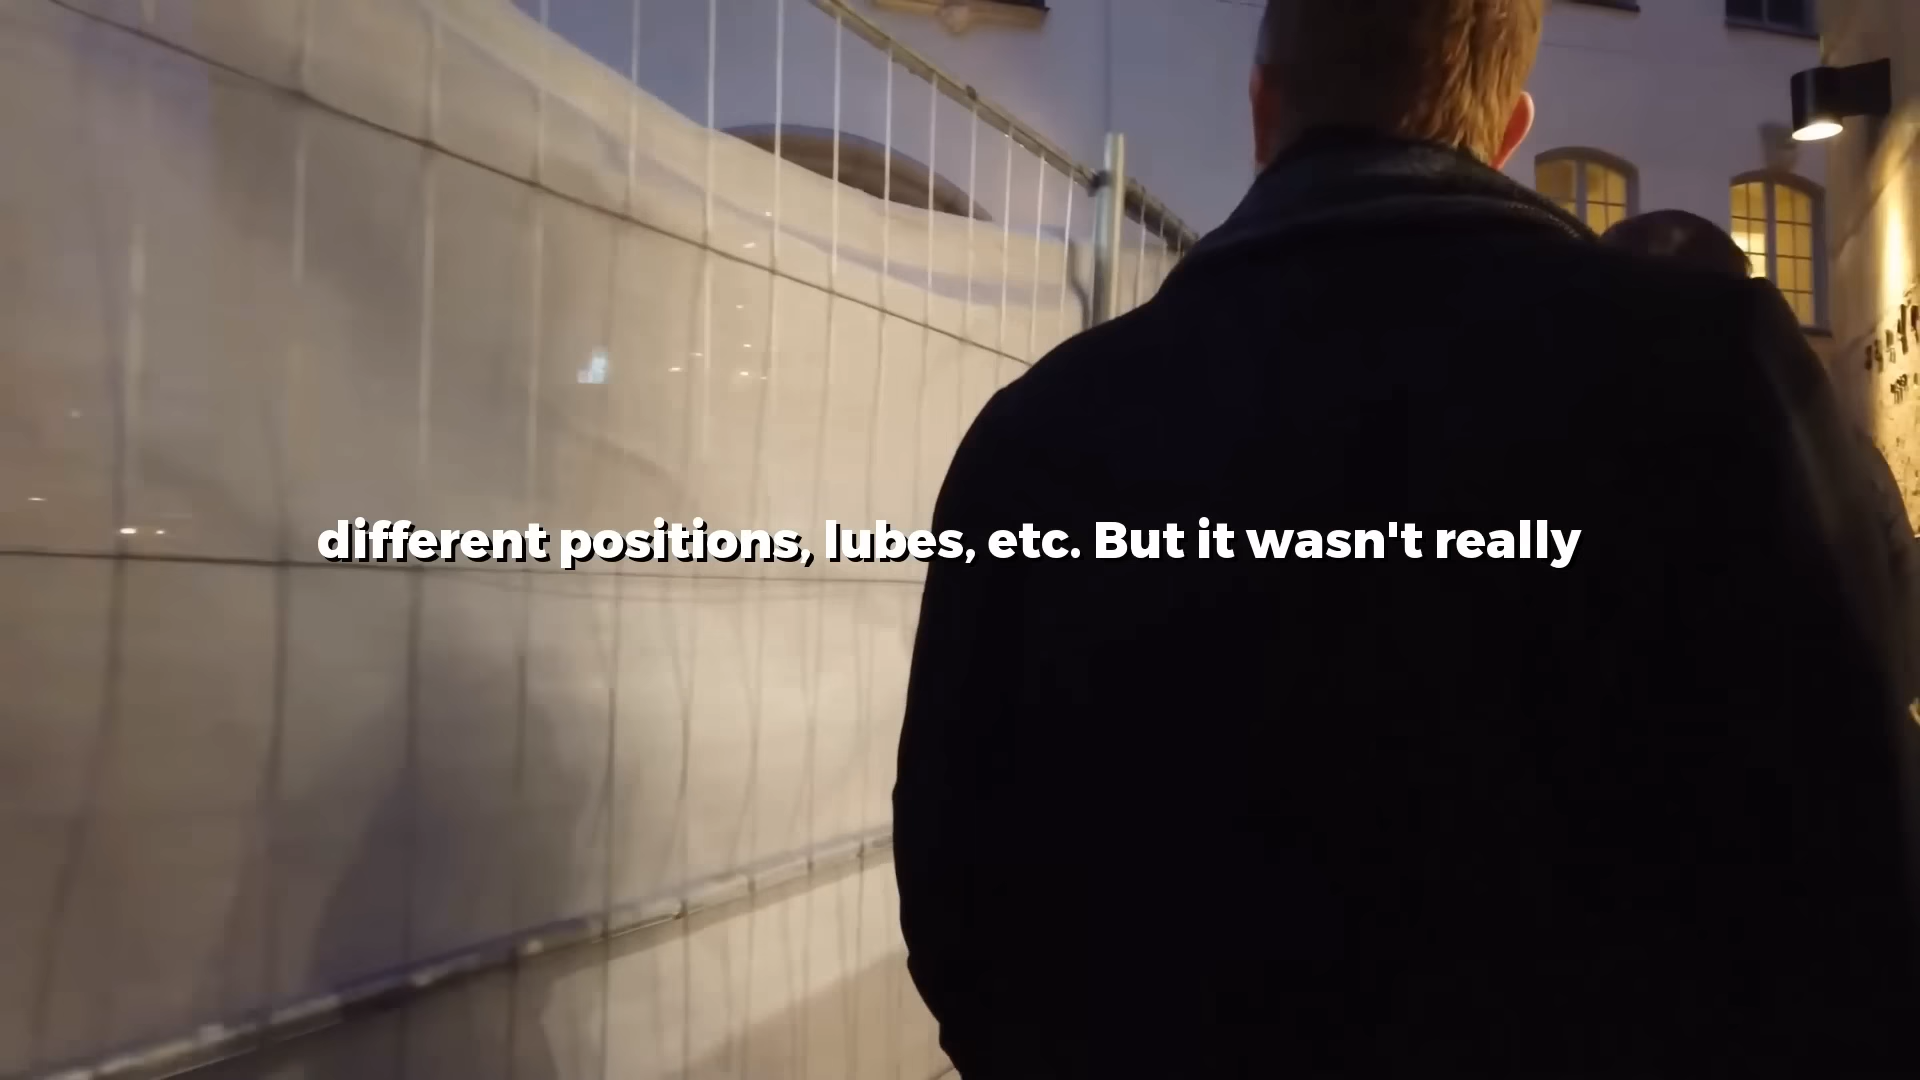 different positions, lubes, etc. But it wasn't really